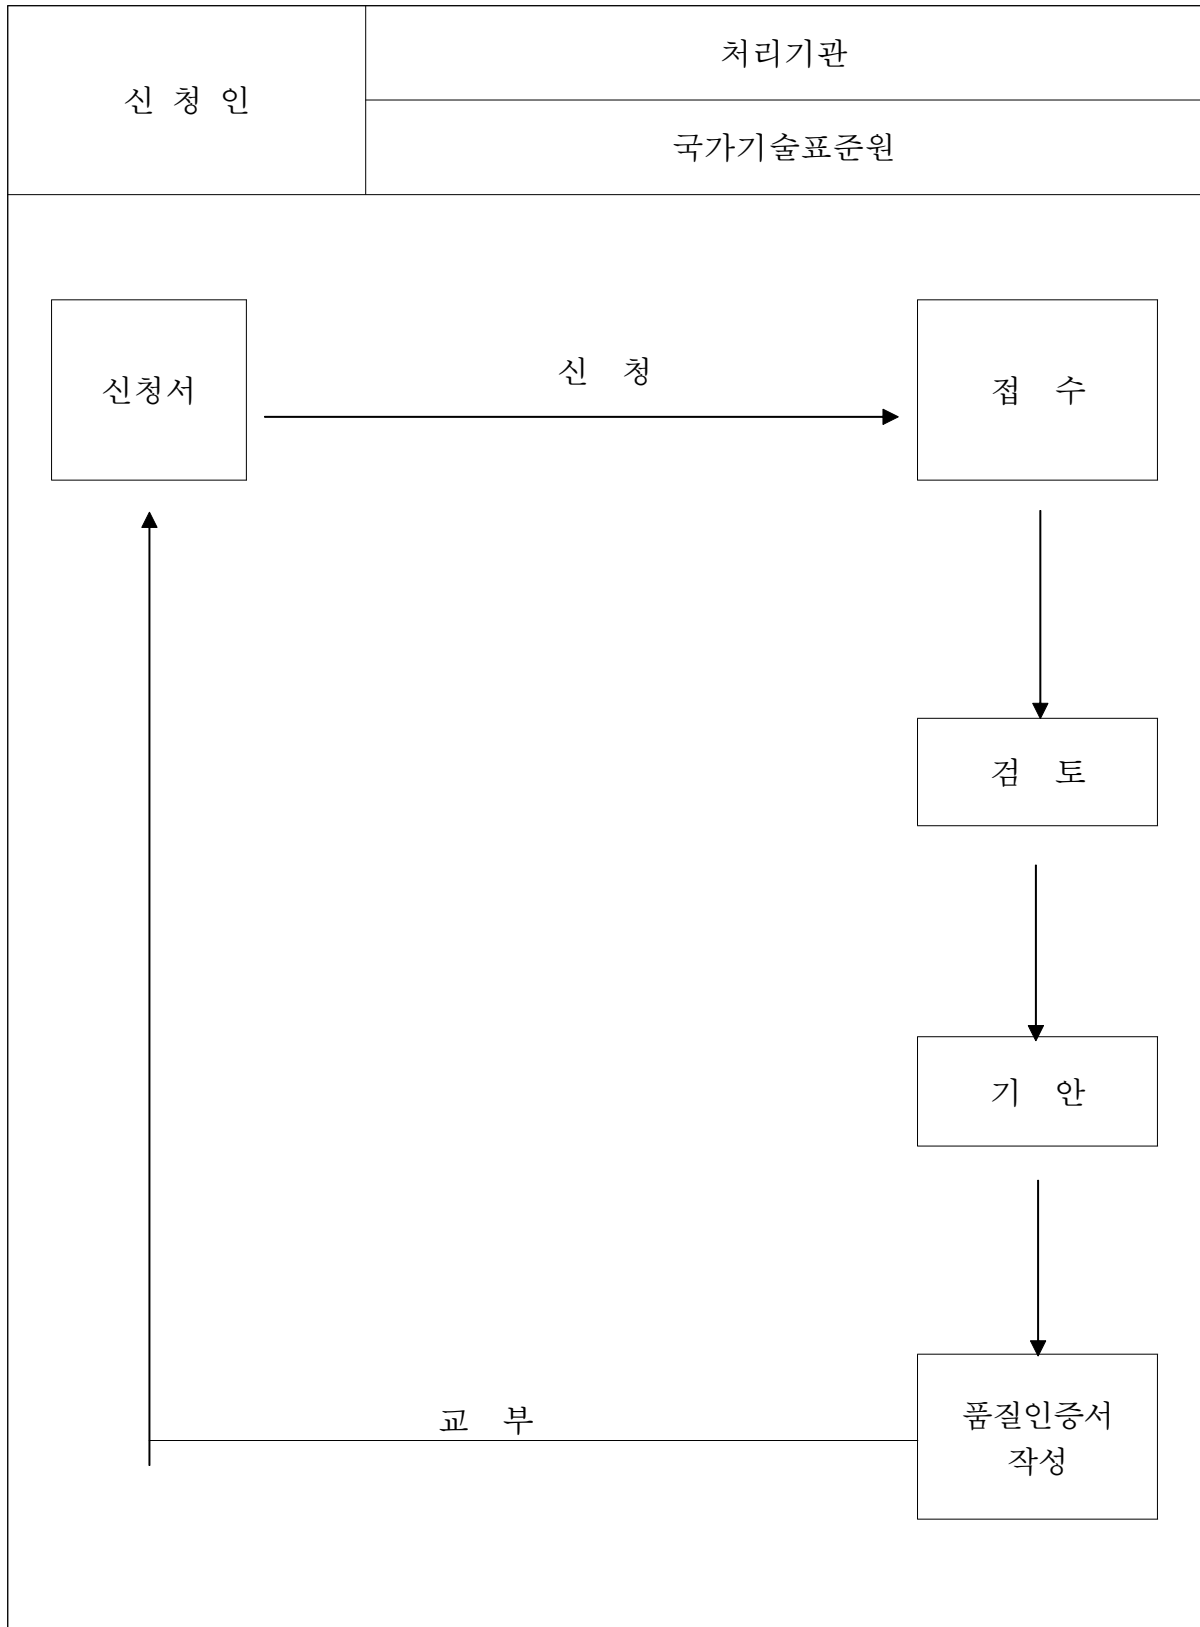 신 청 인
처리기관
국가기술표준원
신청서
신 청
접 수
검 토
기 안
교 부
품질인증서
작성